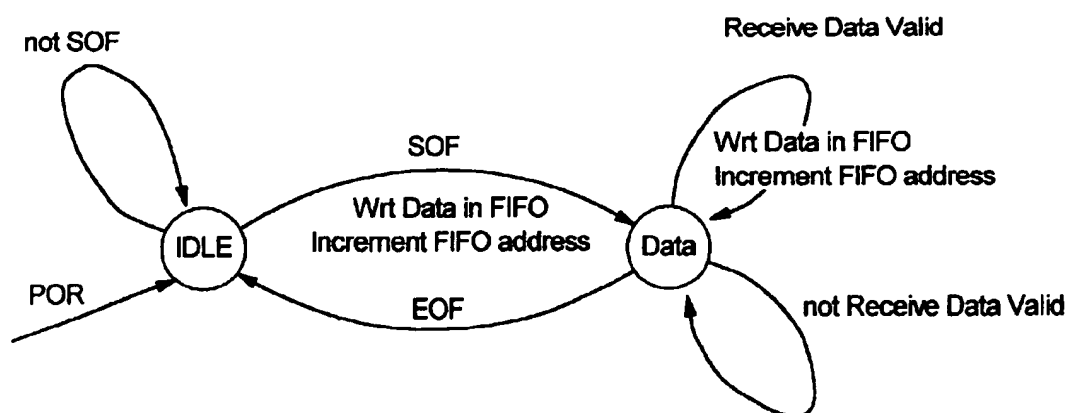 Receive Data Valid
not SOF
SOF
Wrt Data in FIFO
Increment FIFO address
Wrt Data in FIFO
Increment FIFO address
IDLE
Data
POR
EOF
not Receive Data Valid